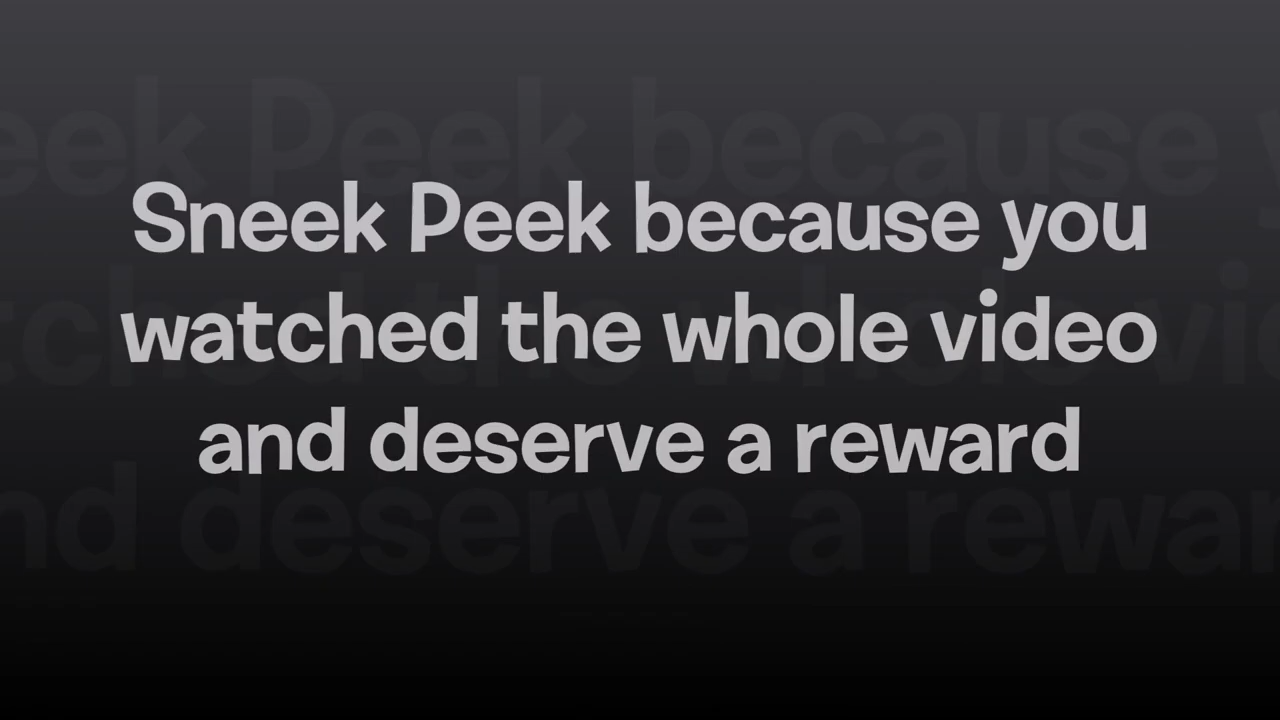 Sneek Peek because you
watched the whole video
and deserve a reward